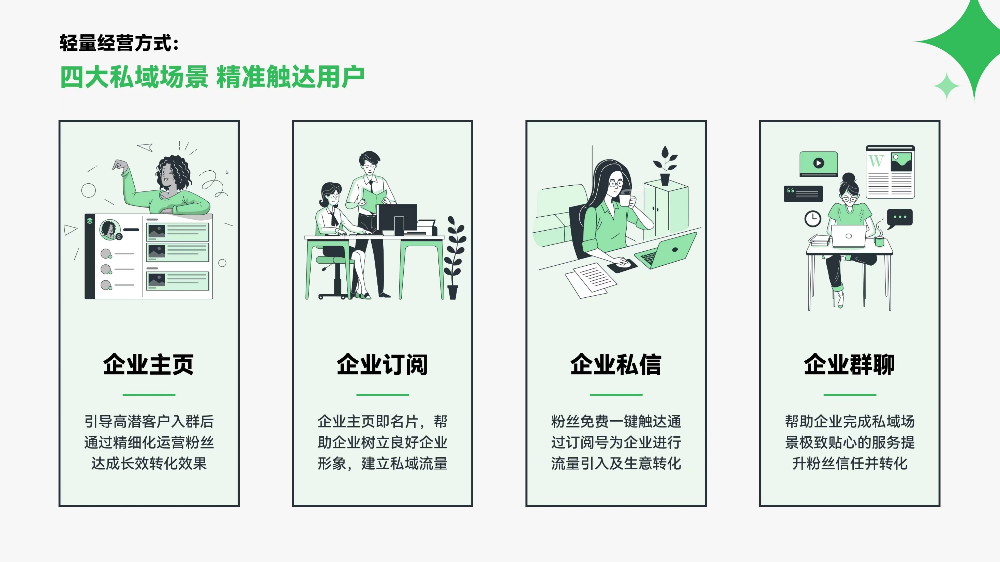 轻量经营方式：
四大私域场景 精准触达用户
W
企业主页
引导高潜客户入群后
通过精细化运营粉丝
达成长效转化效果
企业订阅
企业主页即名片，帮
助企业树立良好企业
形象，建立私域流量
企业私信
粉丝免费一键触达通
过订阅号为企业进行
流量引入及生意转化
企业群聊
帮助企业完成私域场
景极致贴心的服务提
升粉丝信任并转化